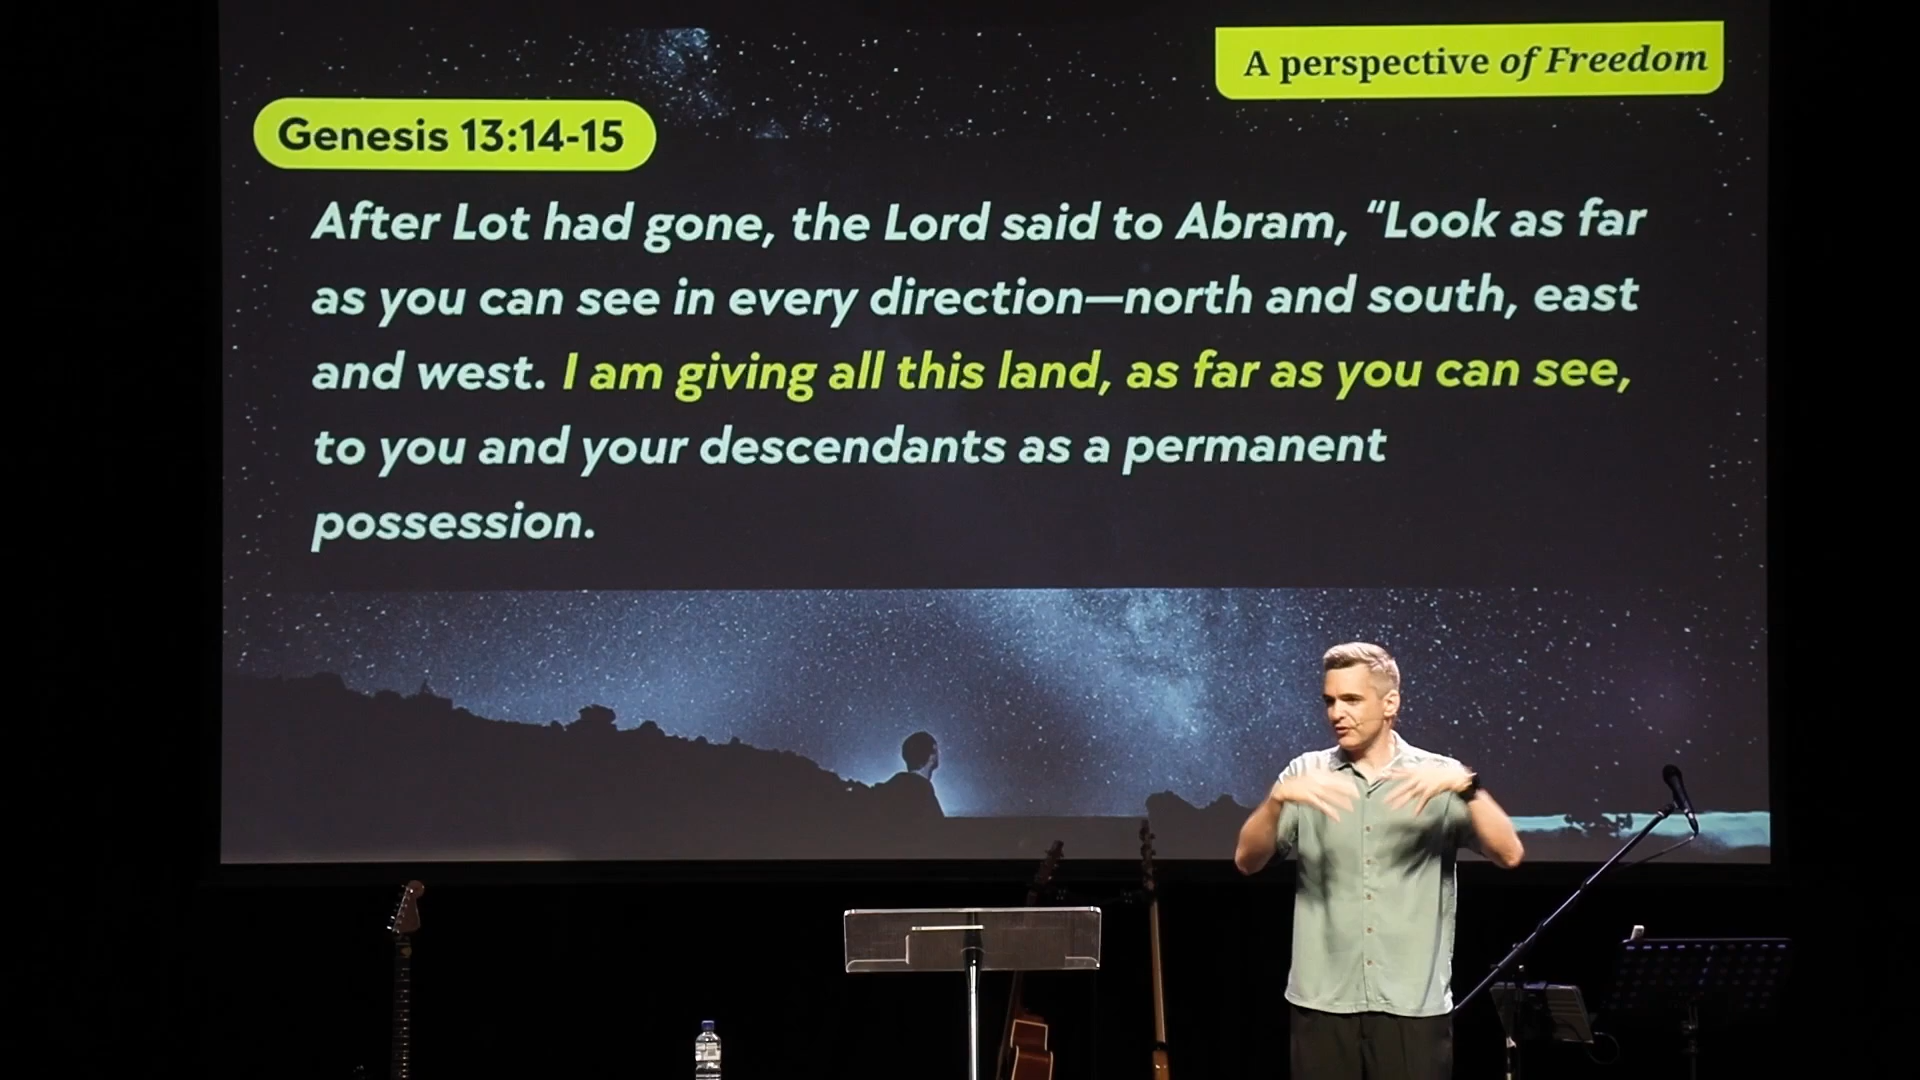 A perspective of Freedom
Genesis 13:14-15
After Lot had gone, the Lord said to Abram, “Look as far
as you can see in every direction—north and south, east
and west. I am giving all this land, as far as you can see,
to you and your descendants as a permanent
possession.